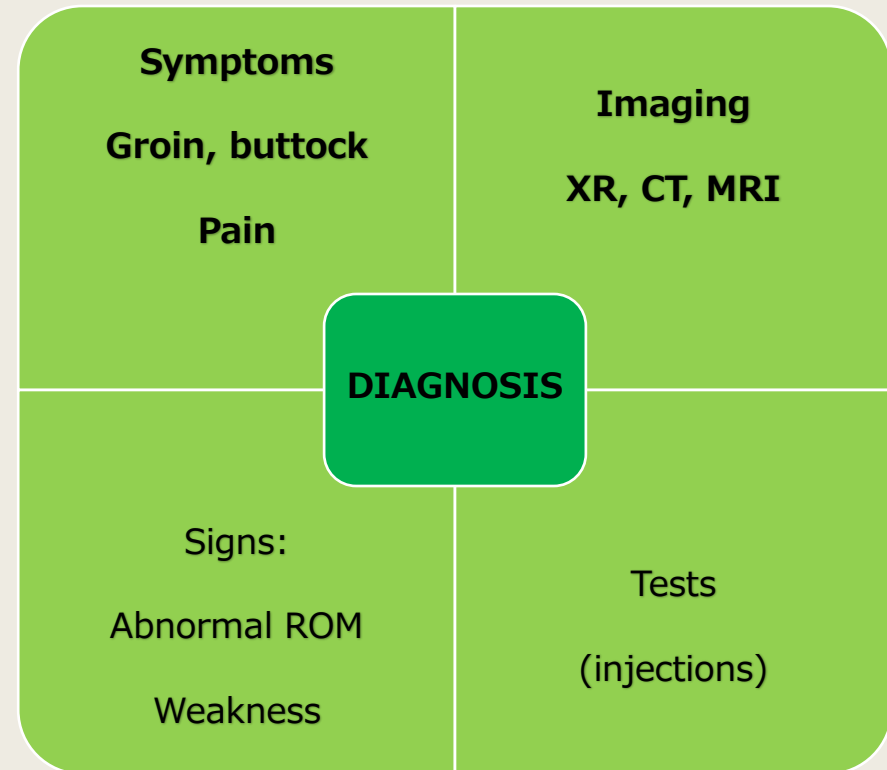 Symptoms
Groin, buttock
Pain
Imaging
XR, CT, MRI
DIAGNOSIS
Signs:
Abnormal ROM
Weakness
Tests
(injections)